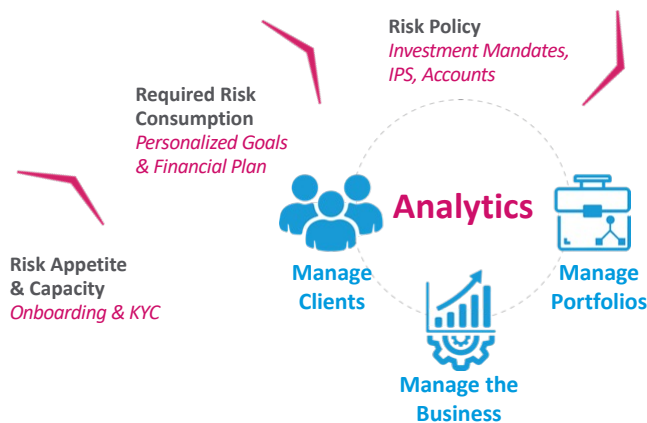 Risk Policy
Investment Mandates,
IPS, Accounts
Required Risk
Consumption
Personalized Goals
& Financial Plan
Risk Appetite
& Capacity
Onboarding & KYC
Analytics
Manage
Clients
Manage
Portfolios
Manage the
Business